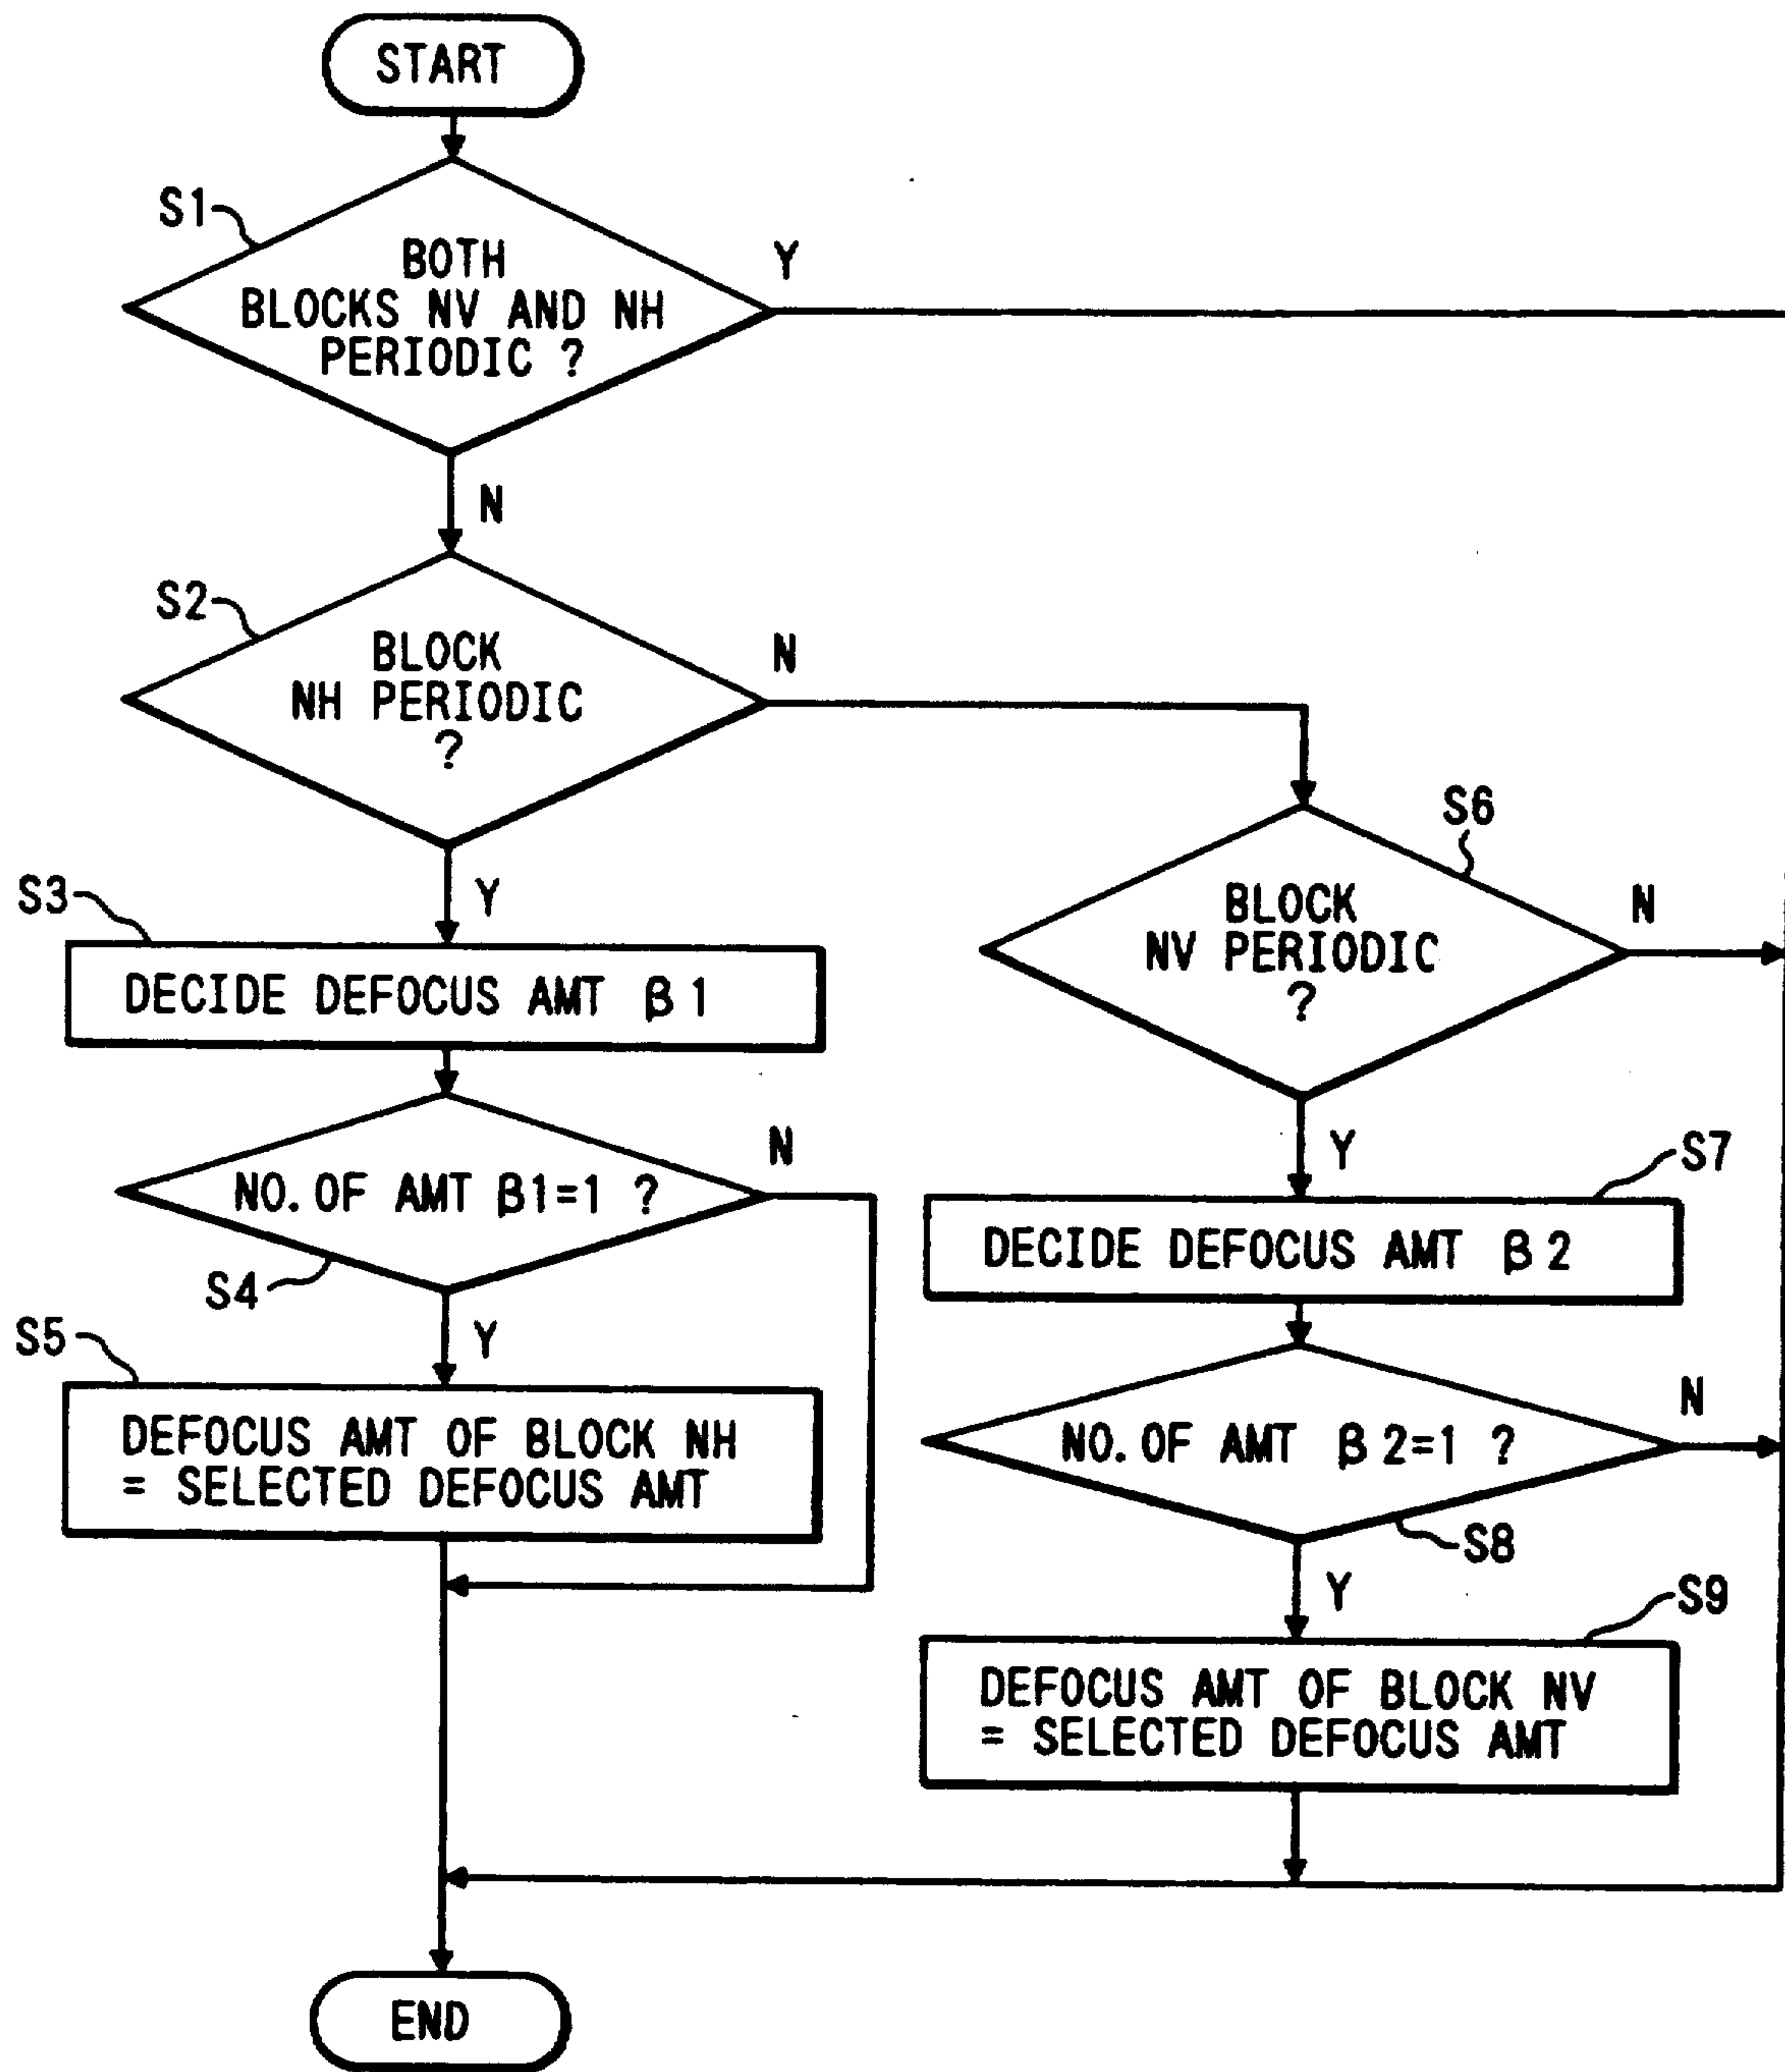 START
S1
BOTH
BLOCKS NV AND NH
PERIODIC ?
Y
N
S2
BLOCK
NH PERIODIC
?
N
Y
S3
DECIDE DEFOCUS AMT β1
NO. OF AMT β1=1 ?
N
S4
Y
S5
DEFOCUS AMT OF BLOCK NH
= SELECTED DEFOCUS AMT
S6
BLOCK
NV PERIODIC
?
N
Y
S7
DECIDE DEFOCUS AMT β2
NO. OF AMT β2=1 ?
N
S8
Y
S9
DEFOCUS AMT OF BLOCK NV
= SELECTED DEFOCUS AMT
END